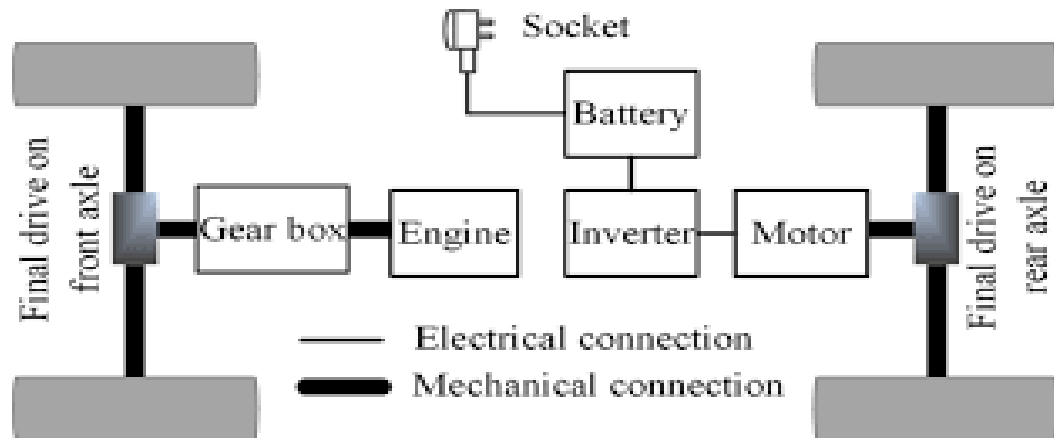 Socket
Battery
Final drive on
front axle
Gear box
Engine
Inverter
Motor
Final drive on
rear axle
Electrical connection
Mechanical connection